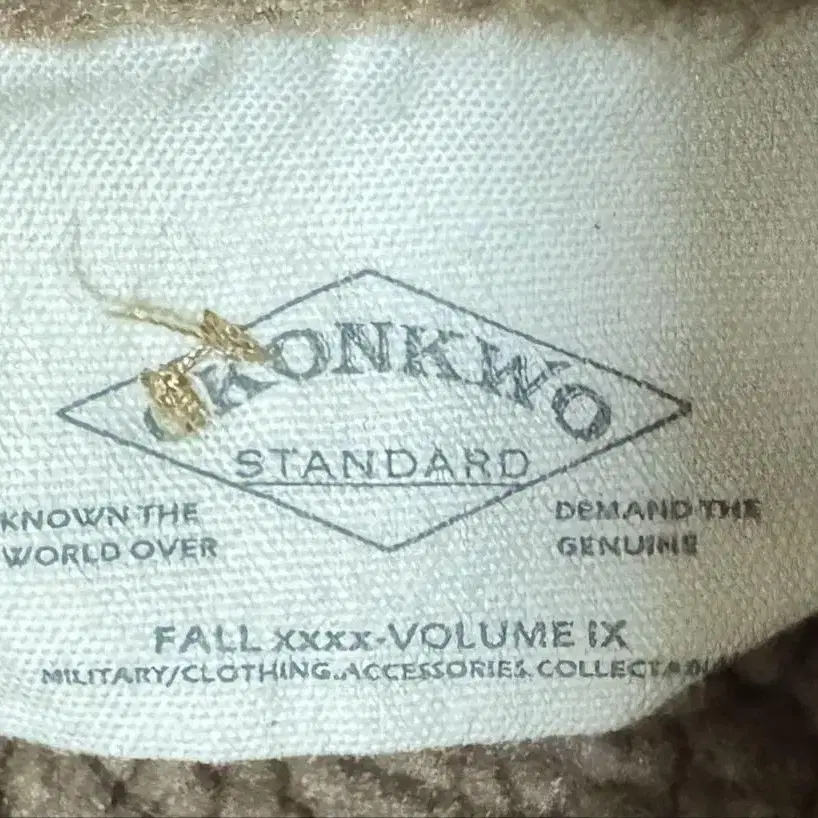 OKONKWO
STANDARD
KNOWN THE
WORLD OVER
DEMAND THE
GENUINE
FALL xxxx-VOLUME IX
MILITARY/CLOTHING..ACCESSORIES.